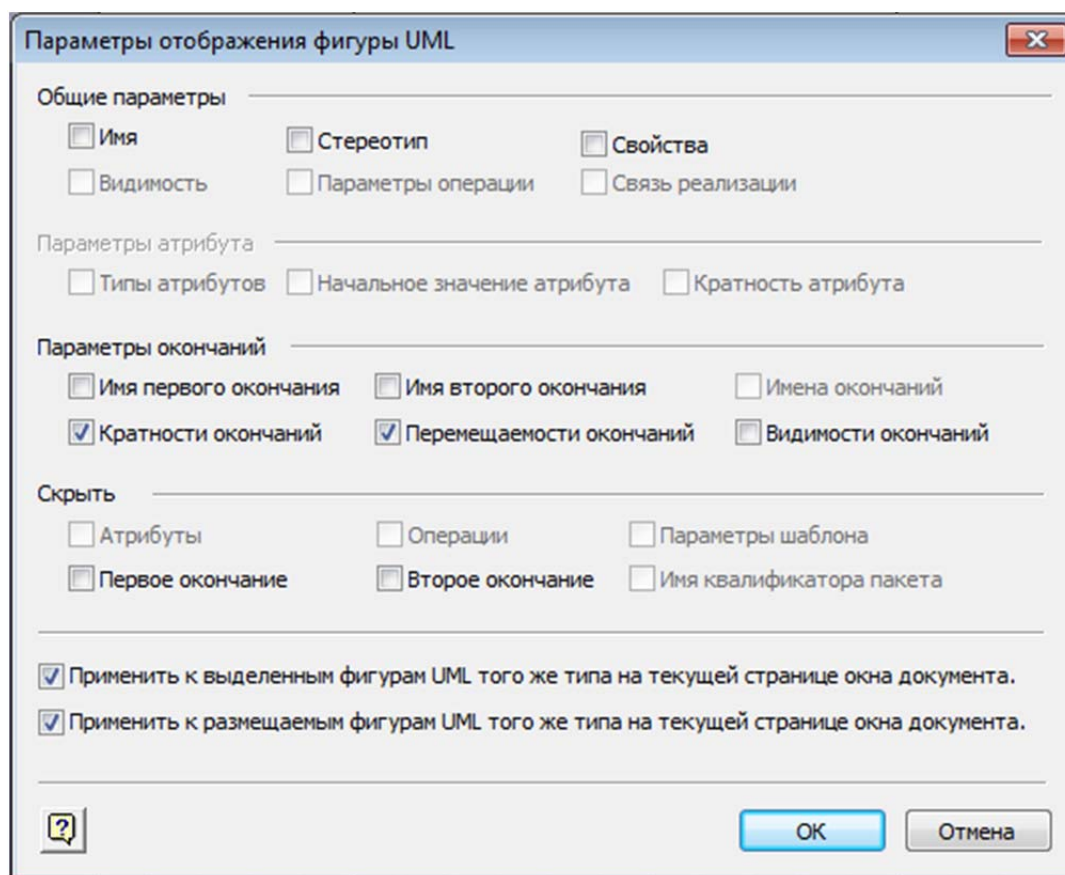 Параметры отображения фигуры UML
Общие параметры
Имя Стереотип Свойства
Видимость Параметры операции Связь реализации
Параметры атрибута
Типы атрибутов Начальное значение атрибута Кратность атрибута
Параметры окончаний
Имя первого окончания Имя второго окончания Имена окончаний
Кратности окончаний Перемещаемости окончаний Видимости окончаний
Скрыть
Атрибуты Операции Параметры шаблона
Первое окончание Второе окончание Имя квалификатора пакета
Применить к выделенным фигурам UML того же типа на текущей странице окна документа.
Применить к размещаемым фигурам UML того же типа на текущей странице окна документа.
? OK Отмена